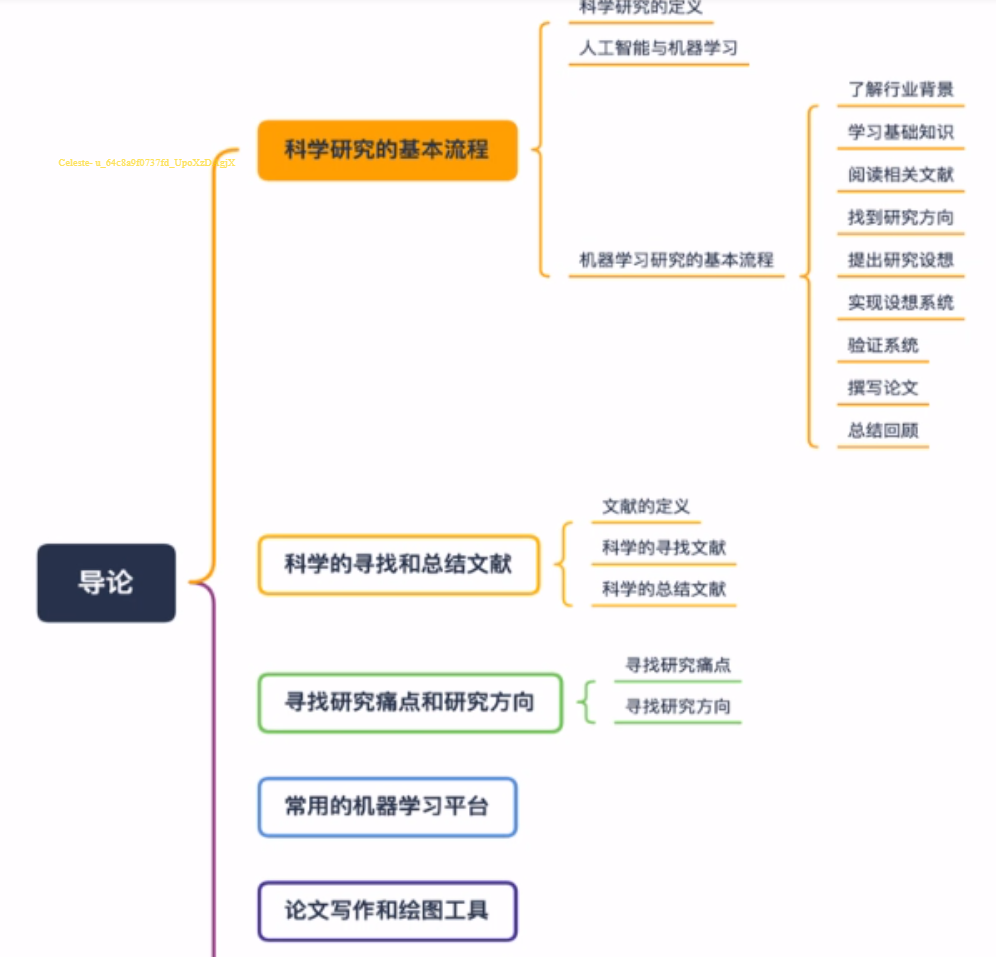 科学研究的定义
人工智能与机器学习
了解行业背景
学习基础知识
科学研究的基本流程
阅读相关文献
找到研究方向
机器学习研究的基本流程
提出研究设想
实现设想系统
验证系统
撰写论文
总结回顾
文献的定义
科学的寻找和总结文献
科学的寻找文献
科学的总结文献
导论
寻找研究痛点
寻找研究痛点和研究方向
寻找研究方向
常用的机器学习平台
论文写作和绘图工具